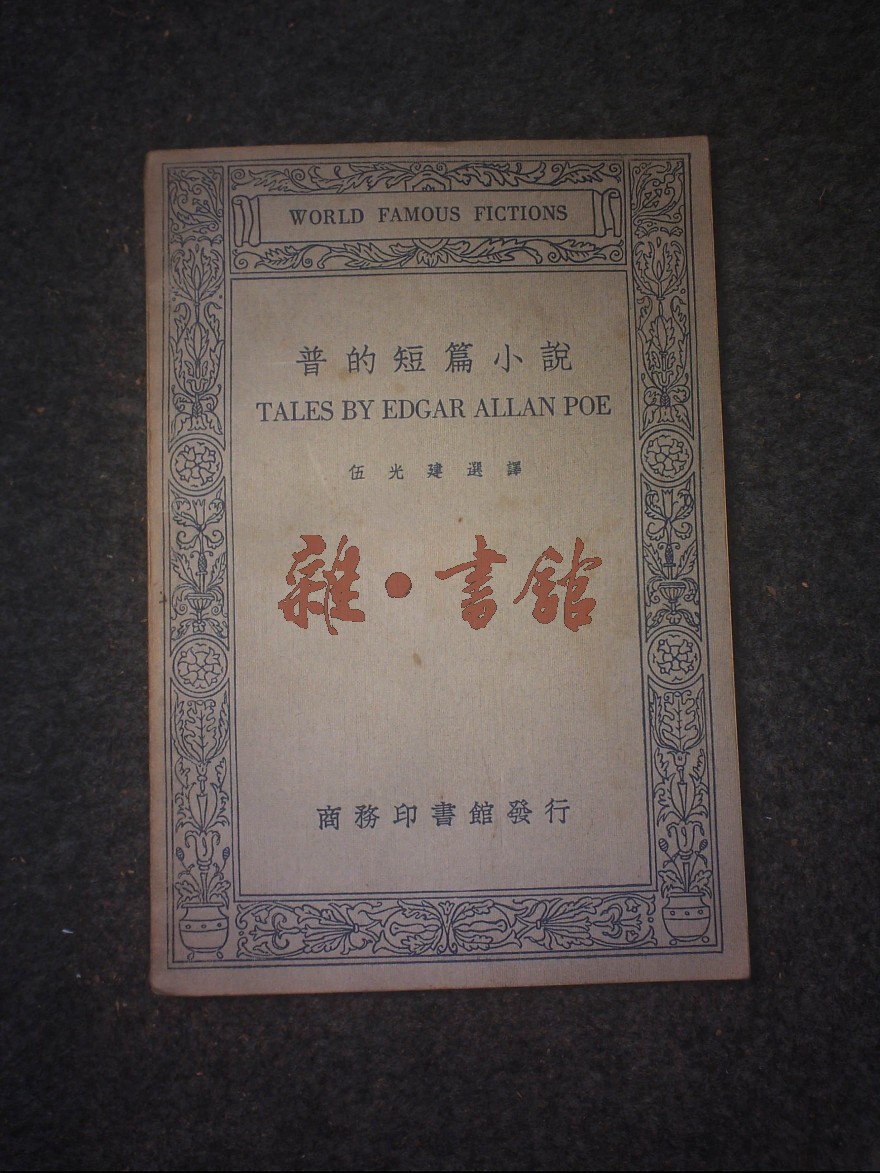 WORLD FAMOUS FICTIONS
普的短篇小說
TALES BY EDGAR ALLAN POE
伍光建選譯
雜·書館
商務印書館發行